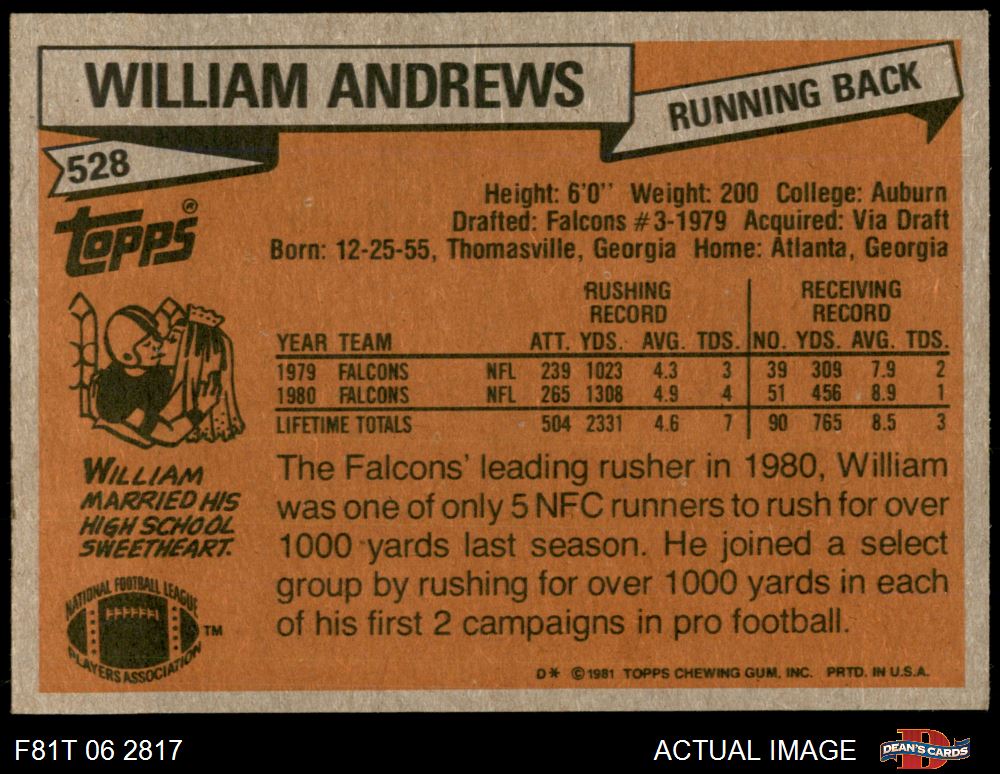 WILLIAM ANDREWS
RUNNING BACK
528
Topps®
Height: 6'0'' Weight: 200 College: Auburn
Drafted: Falcons #3-1979 Acquired: Via Draft
Born: 12-25-55, Thomasville, Georgia Home: Atlanta, Georgia
RUSHING RECEIVING
RECORD RECORD
YEAR TEAM ATT. YDS. AVG. TDS. NO. YDS. AVG. TDS.
1979 FALCONS NFL 239 1023 4.3 3 39 309 7.9 2
1980 FALCONS NFL 265 1308 4.9 4 51 456 8.9 1
LIFETIME TOTALS 504 2331 4.6 7 90 765 8.5 3
WILLIAM
MARRIED HIS
HIGH SCHOOL
SWEETHEART.
The Falcons' leading rusher in 1980, William
was one of only 5 NFC runners to rush for over
1000 yards last season. He joined a select
group by rushing for over 1000 yards in each
of his first 2 campaigns in pro football.
NATIONAL FOOTBALL LEAGUE
PLAYERS ASSOCIATION
TM
D* © 1981 TOPPS CHEWING GUM, INC. PRTD. IN U.S.A.
F81T 06 2817
ACTUAL IMAGE
DEAN'S CARDS